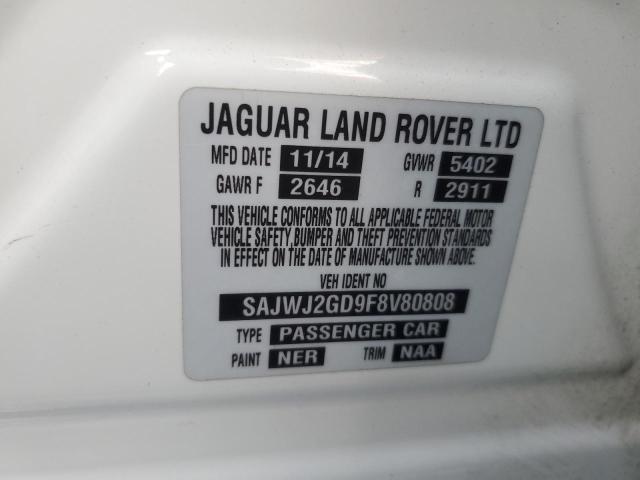 JAGUAR LAND ROVER LTD
MFD DATE 11/14 GVWR 5402
GAWR F 2646 R 2911
THIS VEHICLE CONFORMS TO ALL APPLICABLE FEDERAL MOTOR
VEHICLE SAFETY,BUMPER AND THEFT PREVENTION STANDARDS
IN EFFECT ON THE DATE OF MANUFACTURE SHOWN ABOVE.
VEH IDENT NO
SAJWJ2GD9F8V80808
TYPE PASSENGER CAR
PAINT NER TRIM NAA